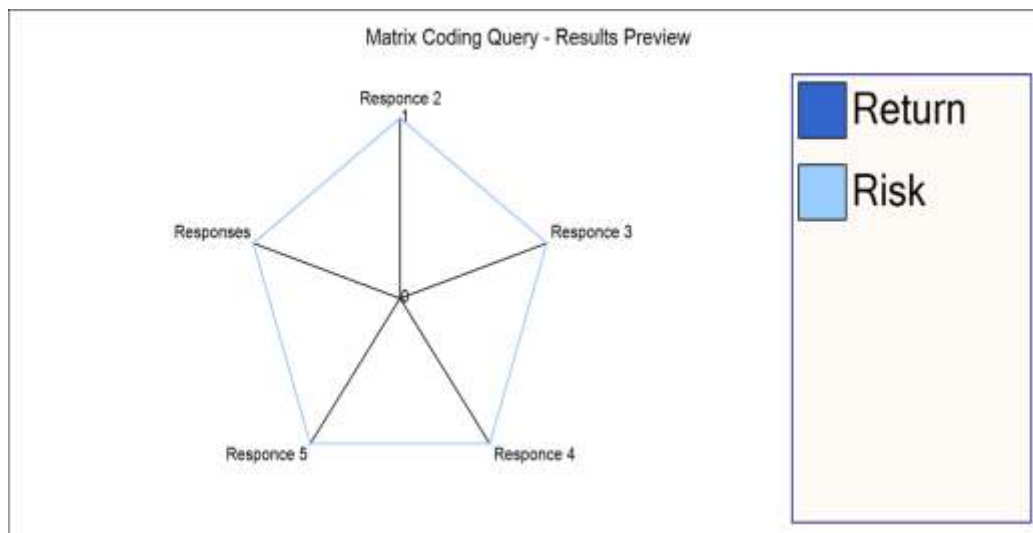 Matrix Coding Query - Results Preview
Responce 2
1
Return
Risk
Responses
Responce 3
0
Responce 5
Responce 4